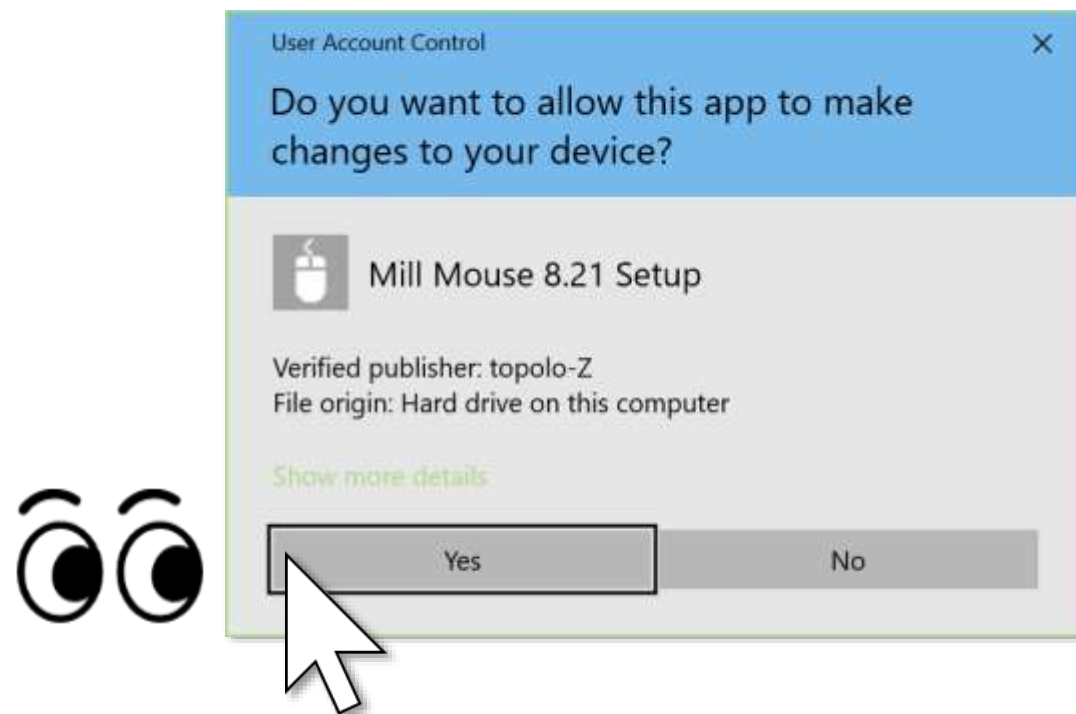 User Account Control
Do you want to allow this app to make
changes to your device?
Mill Mouse 8.21 Setup
Verified publisher: topolo-Z
File origin: Hard drive on this computer
Show more details
Yes
No